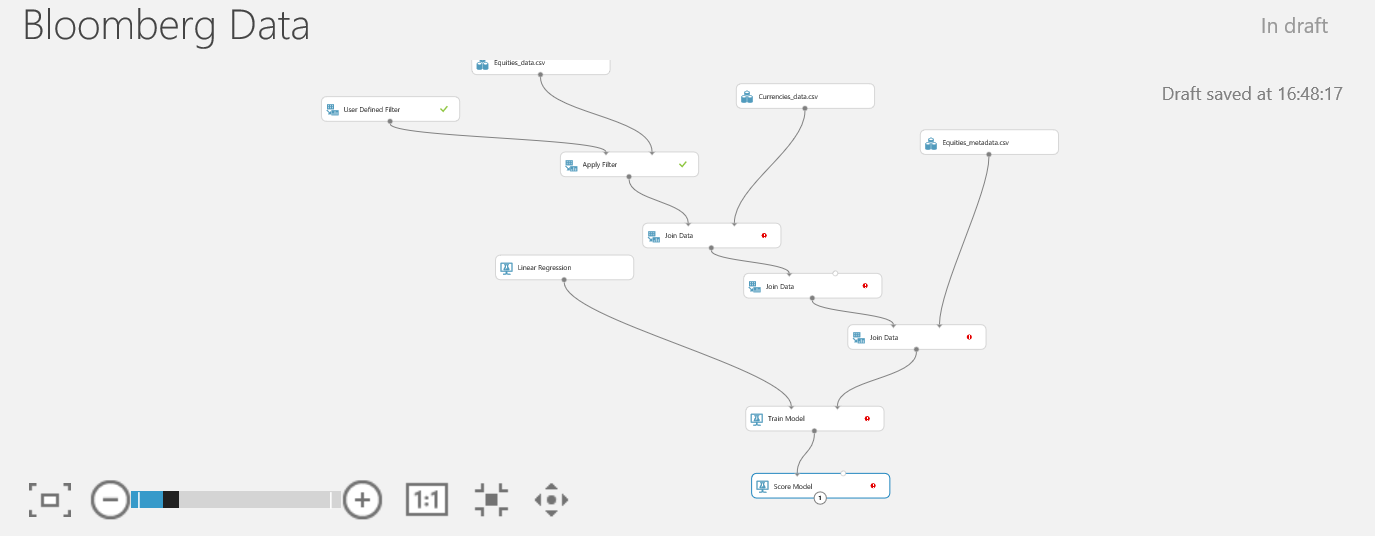 Bloomberg Data
In draft
Equities_data.csv
Draft saved at 16:48:17
Currencies_data.csv
User Defined Filter
Equities_metadata.csv
Apply Filter
Join Data
Linear Regression
Join Data
Join Data
Train Model
Score Model
1
1:1